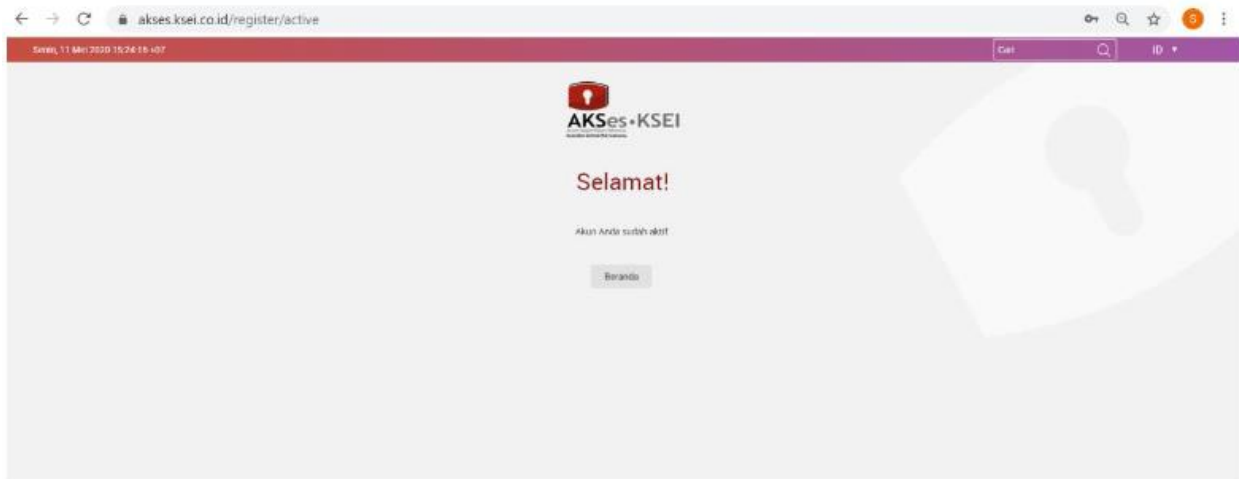 akses.ksei.co.id/register/active
S
Senin, 11 Mei 2020 15:24:16 +07
Cari
ID
AKSes•KSEI
Selamat!
Akun Anda sudah aktif
Beranda